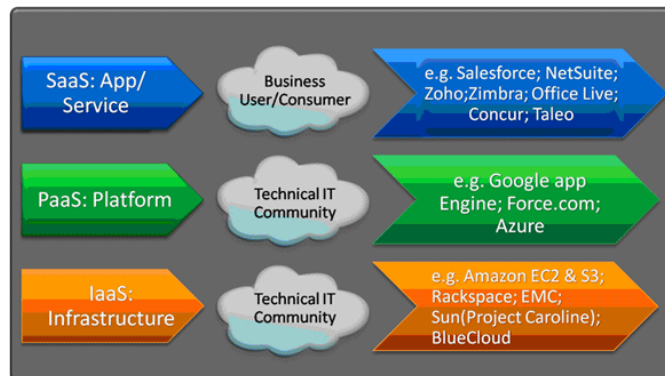 SaaS: App/
Service
Business
User/Consumer
e.g. Salesforce; NetSuite;
Zoho;Zimbra; Office Live;
Concur; Taleo
PaaS: Platform
Technical IT
Community
e.g. Google app
Engine; Force.com;
Azure
IaaS:
Infrastructure
Technical IT
Community
e.g. Amazon EC2 & S3;
Rackspace; EMC;
Sun(Project Caroline);
BlueCloud